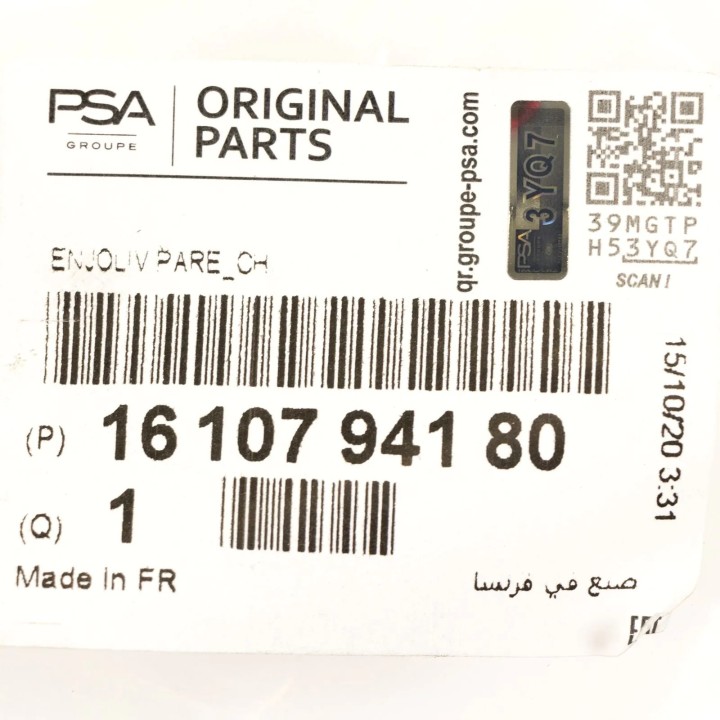 PSA
GROUPE
ORIGINAL
PARTS
qr.groupe-psa.com
PSA 3YQ7
39MGTP
H53YQ7
SCAN!
ENJOLIV PARE_CH
15/10/20 3:31
(P) 16 107 941 80
(Q) 1
Made in FR
صنع في فرنسا